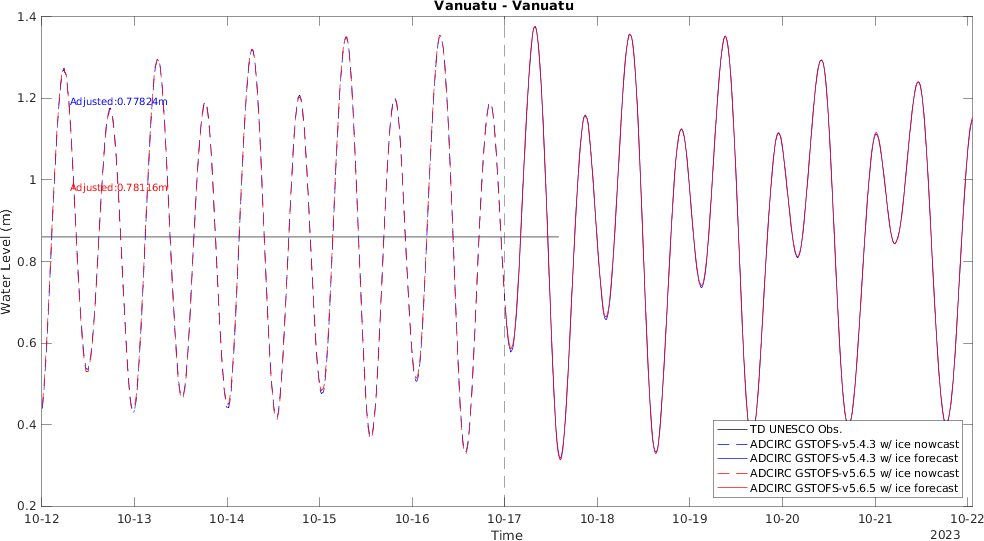 Vanuatu - Vanuatu
1.4
1.2
1
0.8
0.6
0.4
0.2
Water Level (m)
Adjusted:0.77824m
Adjusted:0.78116m
TD UNESCO Obs.
ADCIRC GSTOFS-v5.4.3 w/ ice nowcast
ADCIRC GSTOFS-v5.4.3 w/ ice forecast
ADCIRC GSTOFS-v5.6.5 w/ ice nowcast
ADCIRC GSTOFS-v5.6.5 w/ ice forecast
10-12 10-13 10-14 10-15 10-16 10-17 10-18 10-19 10-20 10-21 10-22
Time
2023